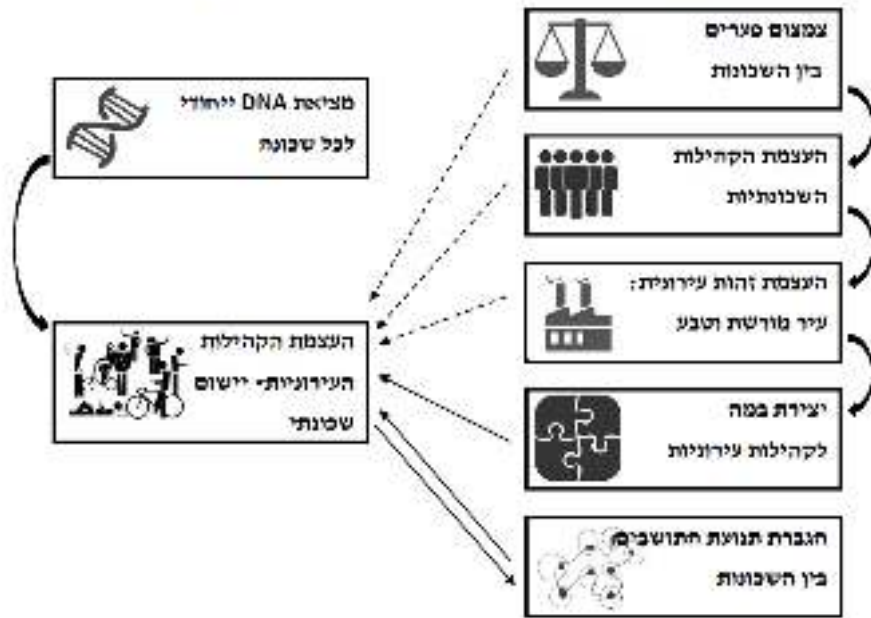 צמצום פערים
בין השכונות
מציאת DNA ייחודי
לכל שכונה
העצמת הקהילות
השכונתיות
העצמת זהות עירונית:
עיר מורשת וטבע
העצמת הקהילות
העירוניות- יישום
שכונתי
יצירת במה
לקהילות עירוניות
הגברת תנועת התושבים
בין השכונות